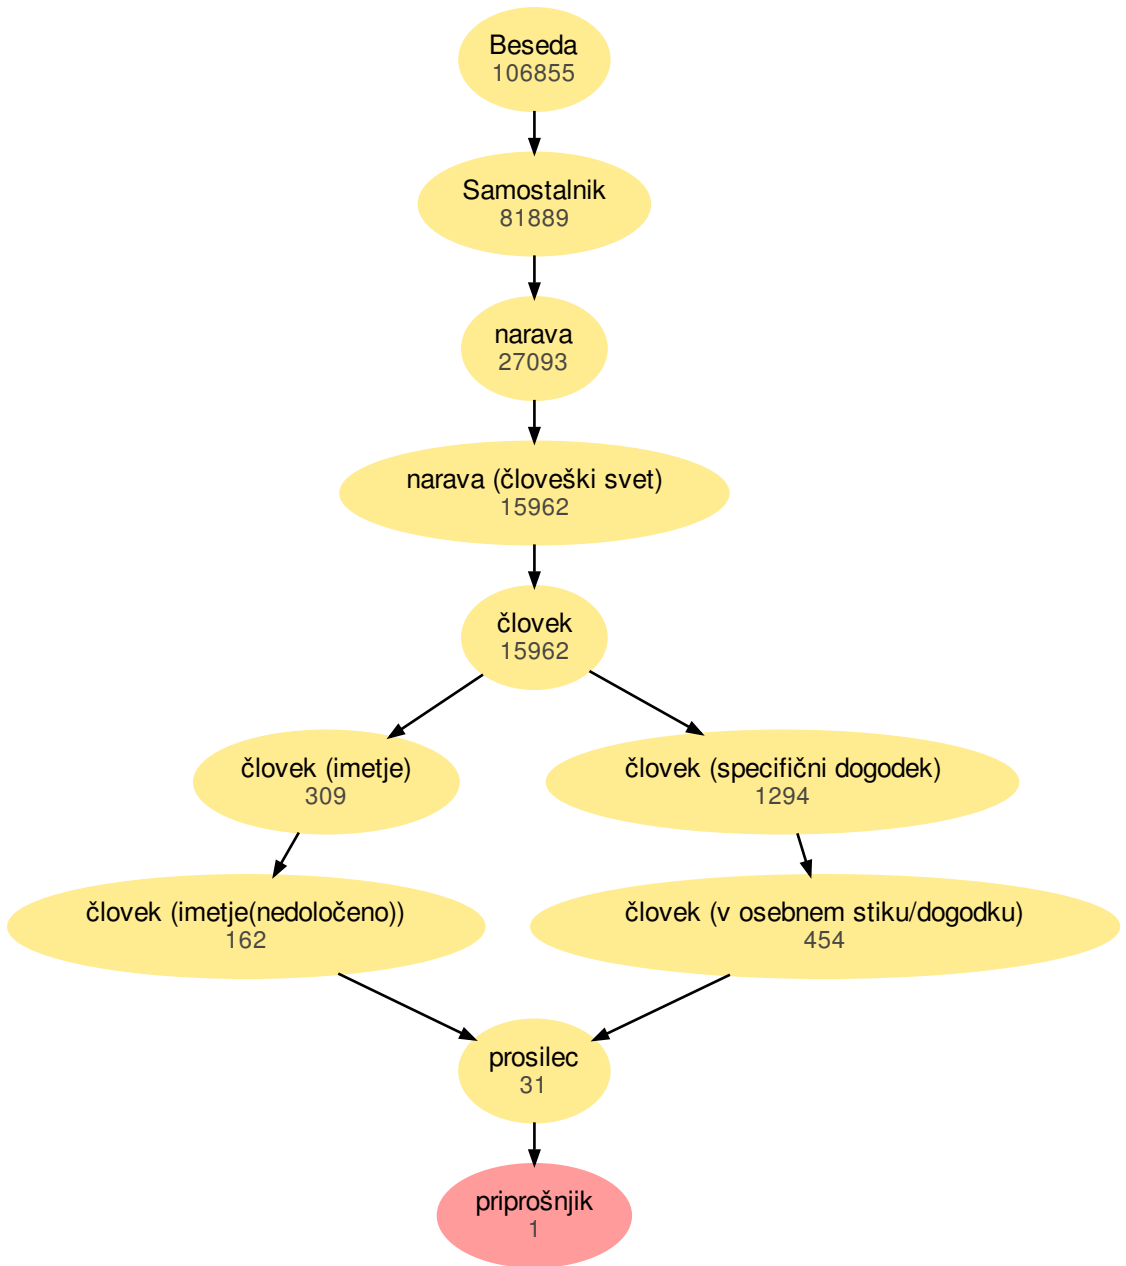 Beseda
106855
Samostalnik
81889
narava
27093
narava (človeški svet)
15962
človek
15962
človek (imetje)
309
človek (specifični dogodek)
1294
človek (imetje(nedoločeno))
162
človek (v osebnem stiku/dogodku)
454
prosilec
31
priprošnjik
1